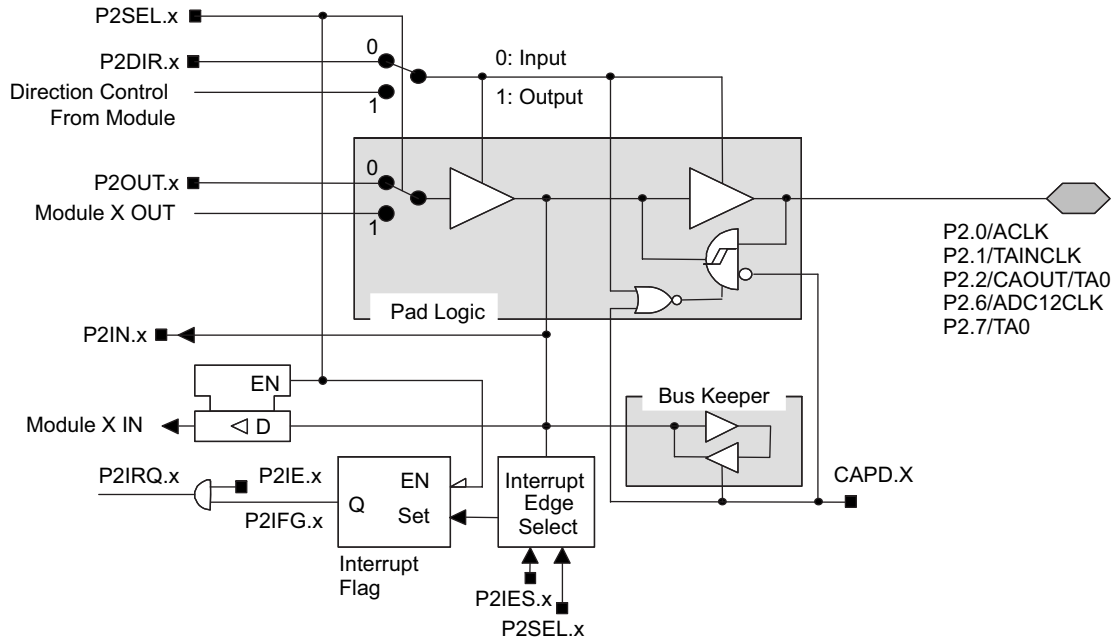 P2SEL.x
P2DIR.x
0
0: Input
Direction Control
From Module
1
1: Output
P2OUT.x
0
Module X OUT
1
P2.0/ACLK
P2.1/TAINCLK
P2.2/CAOUT/TA0
P2.6/ADC12CLK
P2.7/TA0
Pad Logic
P2IN.x
EN
Bus Keeper
Module X IN
D
P2IRQ.x
P2IE.x
EN
Interrupt
Edge
Select
CAPD.X
Q
Set
P2IFG.x
Interrupt
Flag
P2IES.x
P2SEL.x